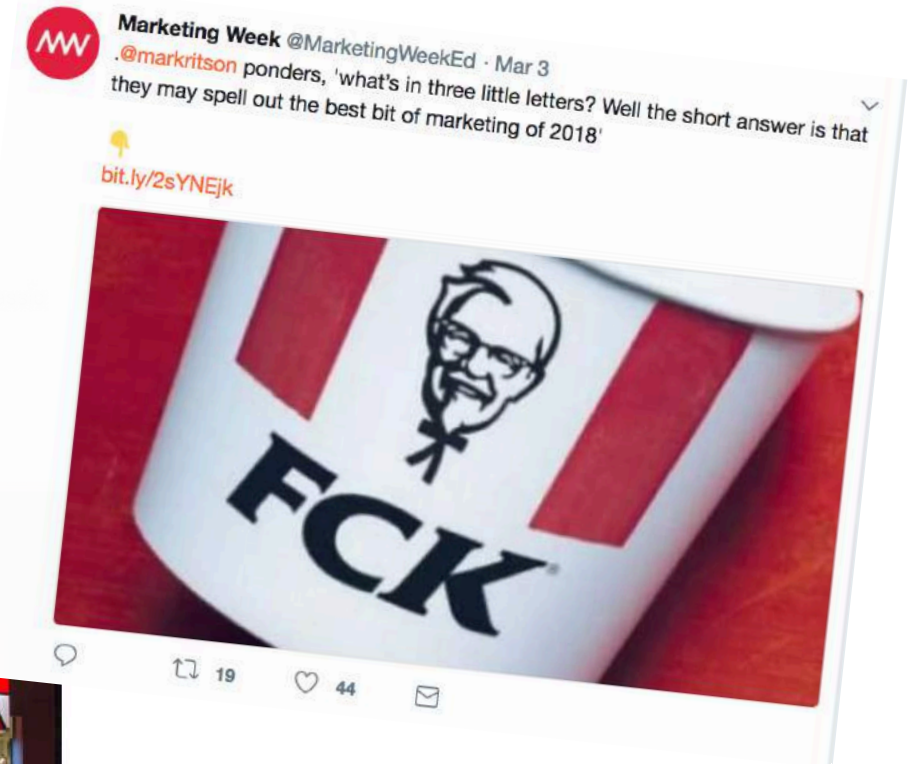 Marketing Week @MarketingWeekEd · Mar 3
.@markritson ponders, 'what's in three little letters? Well the short answer is that
they may spell out the best bit of marketing of 2018'
bit.ly/2sYNEjk
FCK®
19 44